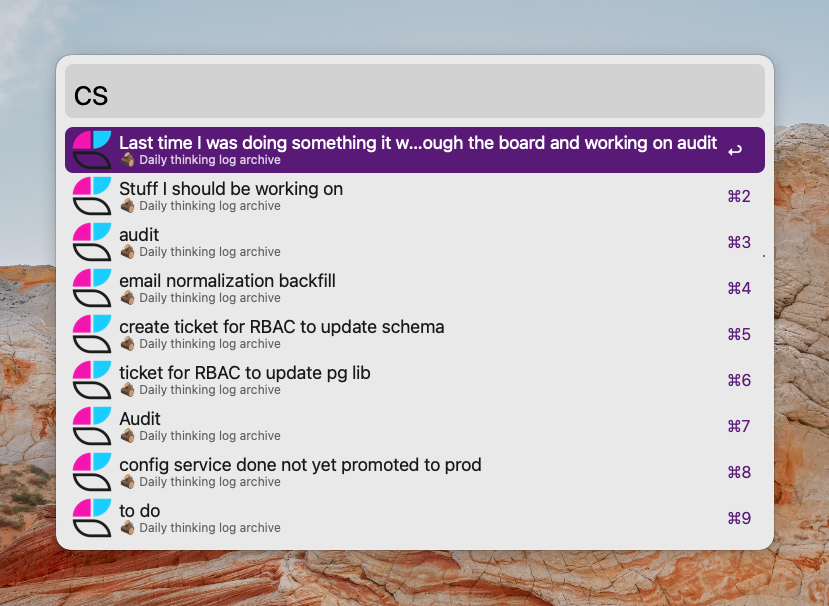 CS
Last time I was doing something it w...ough the board and working on audit
Daily thinking log archive
Stuff I should be working on
⌘2
Daily thinking log archive
audit
⌘3
Daily thinking log archive
email normalization backfill
⌘4
Daily thinking log archive
create ticket for RBAC to update schema
⌘5
Daily thinking log archive
ticket for RBAC to update pg lib
⌘6
Daily thinking log archive
Audit
⌘7
Daily thinking log archive
config service done not yet promoted to prod
⌘8
Daily thinking log archive
to do
⌘9
Daily thinking log archive